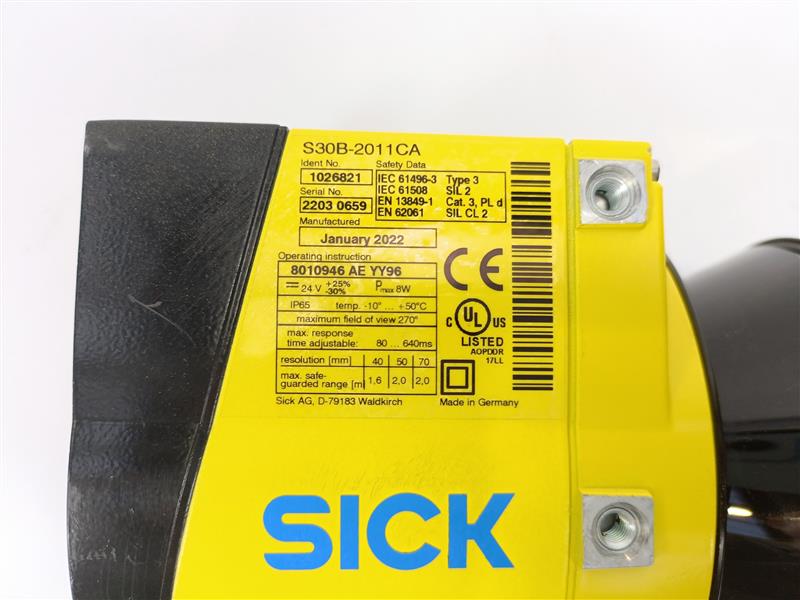 S30B-2011CA
Ident No.
1026821
Serial No.
2203 0659
Manufactured
January 2022
Safety Data
IEC 61496-3 Type 3
IEC 61508 SIL 2
EN 13849-1 Cat. 3, PL d
EN 62061 SIL CL 2
Operating instruction
8010946 AE YY96
24 V +25% -30% Pmax 8W
IP65 temp. -10° ... +50°C
maximum field of view 270°
max. response
time adjustable: 80 ... 640ms
resolution [mm] 40 50 70
max. safe-
guarded range [m] 1,6 2,0 2,0
Sick AG, D-79183 Waldkirch
CE
C UL US
LISTED
AOPDDR
17LL
Made in Germany
SICK